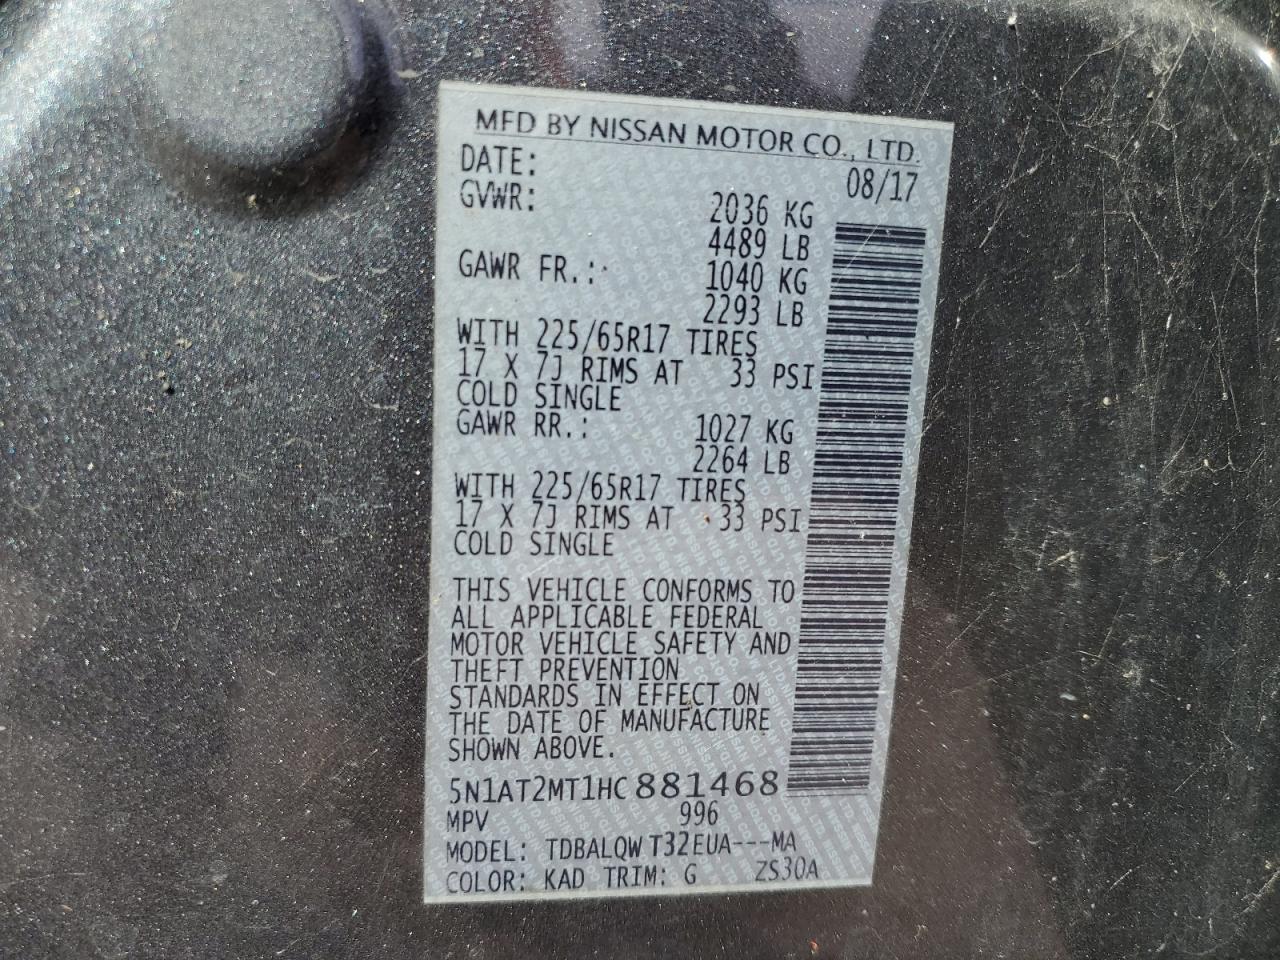 MFD BY NISSAN MOTOR CO., LTD.
DATE: 08/17
GVWR: 2036 KG
4489 LB
GAWR FR.: 1040 KG
2293 LB
WITH 225/65R17 TIRES
17 X 7J RIMS AT 33 PSI
COLD SINGLE
GAWR RR.: 1027 KG
2264 LB
WITH 225/65R17 TIRES
17 X 7J RIMS AT 33 PSI
COLD SINGLE
THIS VEHICLE CONFORMS TO
ALL APPLICABLE FEDERAL
MOTOR VEHICLE SAFETY AND
THEFT PREVENTION
STANDARDS IN EFFECT ON
THE DATE OF MANUFACTURE
SHOWN ABOVE.
5N1AT2MT1HC881468
MPV 996
MODEL: TDBALQW T32EUA---MA
COLOR: KAD TRIM: G ZS30A